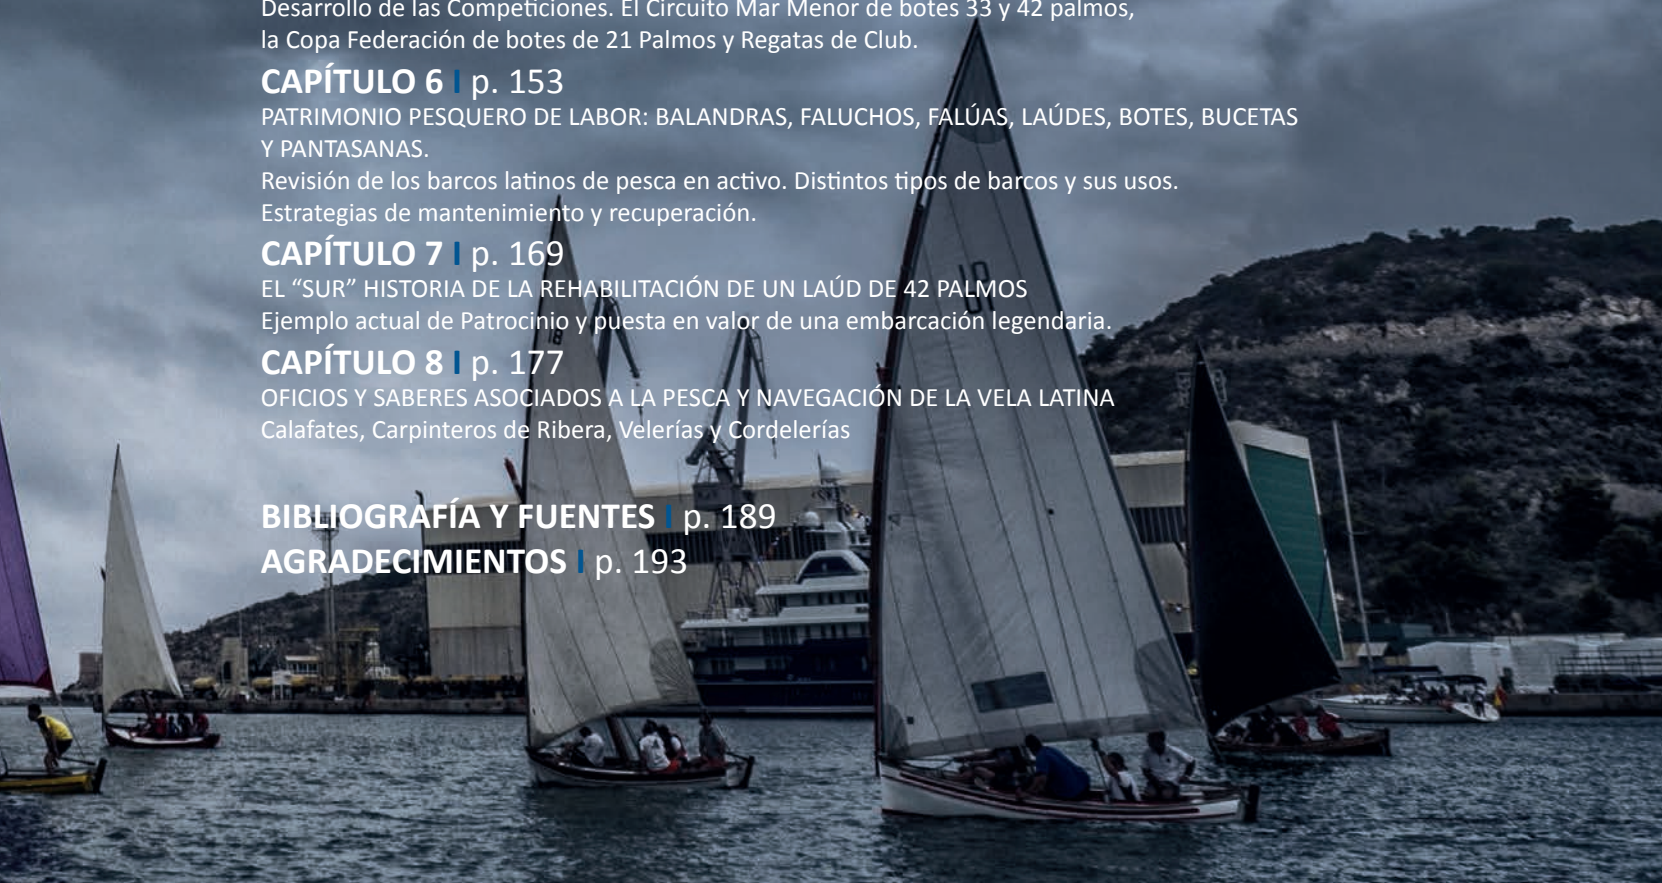 Desarrollo de las Competiciones. El Circuito Mar Menor de botes 33 y 42 palmos,
la Copa Federación de botes de 21 Palmos y Regatas de Club.
CAPÍTULO 6 I p. 153
PATRIMONIO PESQUERO DE LABOR: BALANDRAS, FALUCHOS, FALÚAS, LAÚDES, BOTES, BUCETAS
Y PANTASANAS.
Revisión de los barcos latinos de pesca en activo. Distintos tipos de barcos y sus usos.
Estrategias de mantenimiento y recuperación.
CAPÍTULO 7 I p. 169
EL “SUR” HISTORIA DE LA REHABILITACIÓN DE UN LAÚD DE 42 PALMOS
Ejemplo actual de Patrocinio y puesta en valor de una embarcación legendaria.
CAPÍTULO 8 I p. 177
OFICIOS Y SABERES ASOCIADOS A LA PESCA Y NAVEGACIÓN DE LA VELA LATINA
Calafates, Carpinteros de Ribera, Velerías y Cordelerías
BIBLIOGRAFÍA Y FUENTES I p. 189
AGRADECIMIENTOS I p. 193